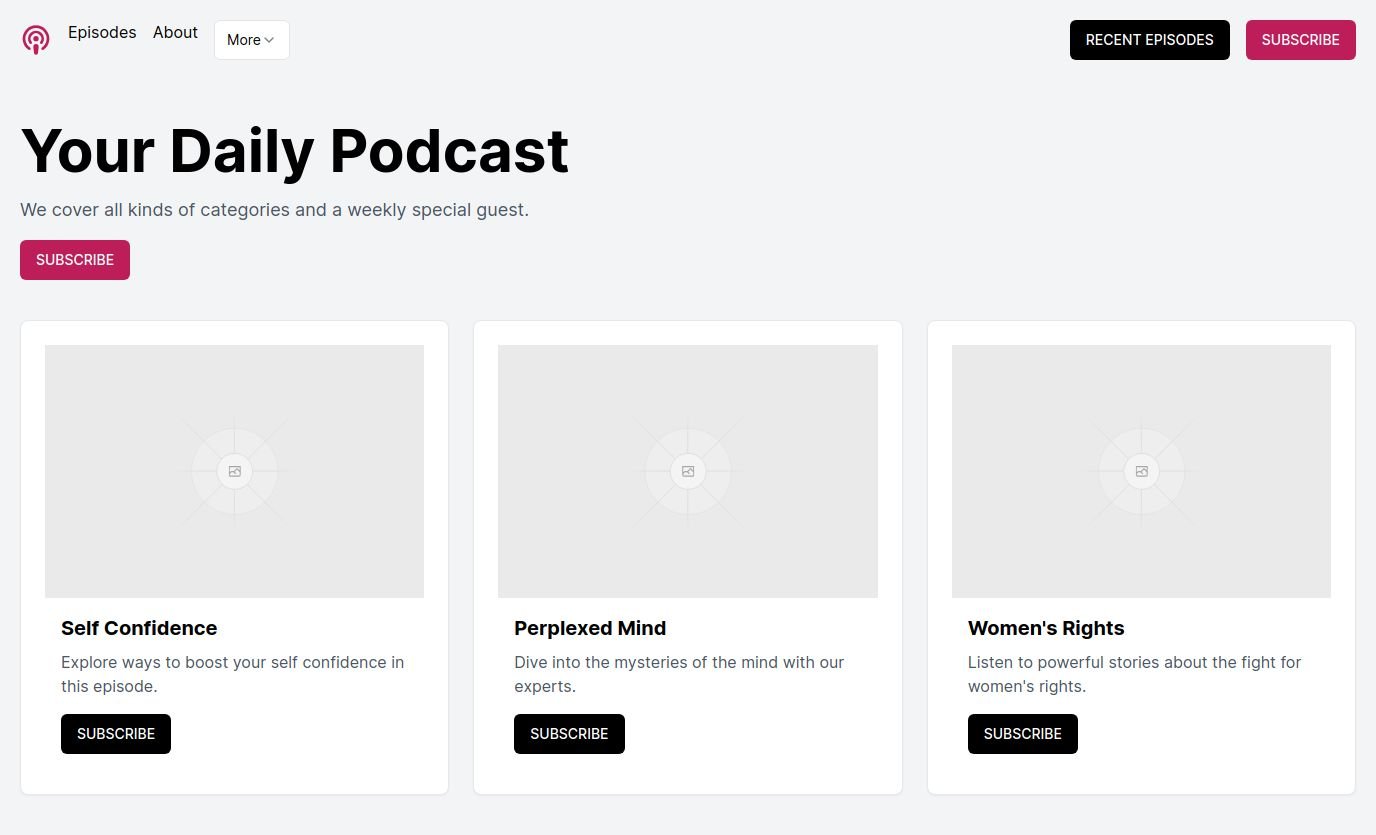 Episodes About More RECENT EPISODES SUBSCRIBE
Your Daily Podcast
We cover all kinds of categories and a weekly special guest.
SUBSCRIBE
Self Confidence
Explore ways to boost your self confidence in
this episode.
SUBSCRIBE
Perplexed Mind
Dive into the mysteries of the mind with our
experts.
SUBSCRIBE
Women's Rights
Listen to powerful stories about the fight for
women's rights.
SUBSCRIBE